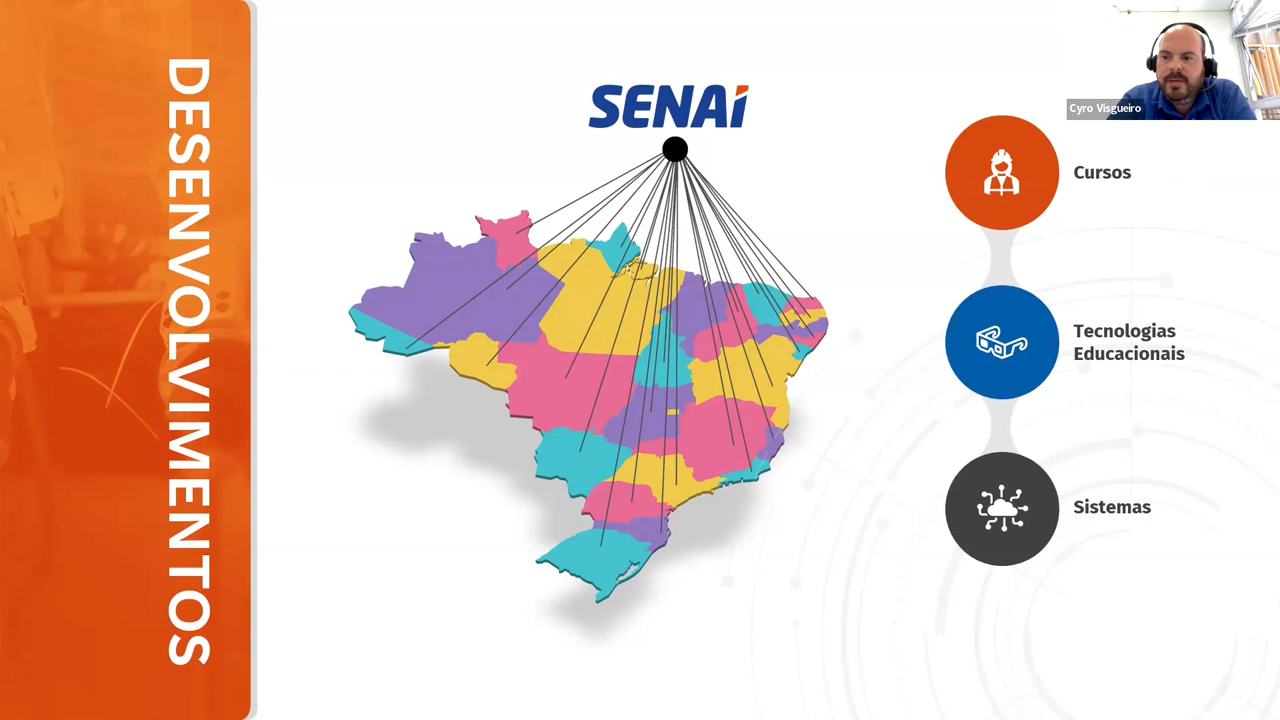 DESENVOLVIMENTOS
SENAI
Cyro Visgueiro
Cursos
Tecnologias
Educacionais
Sistemas